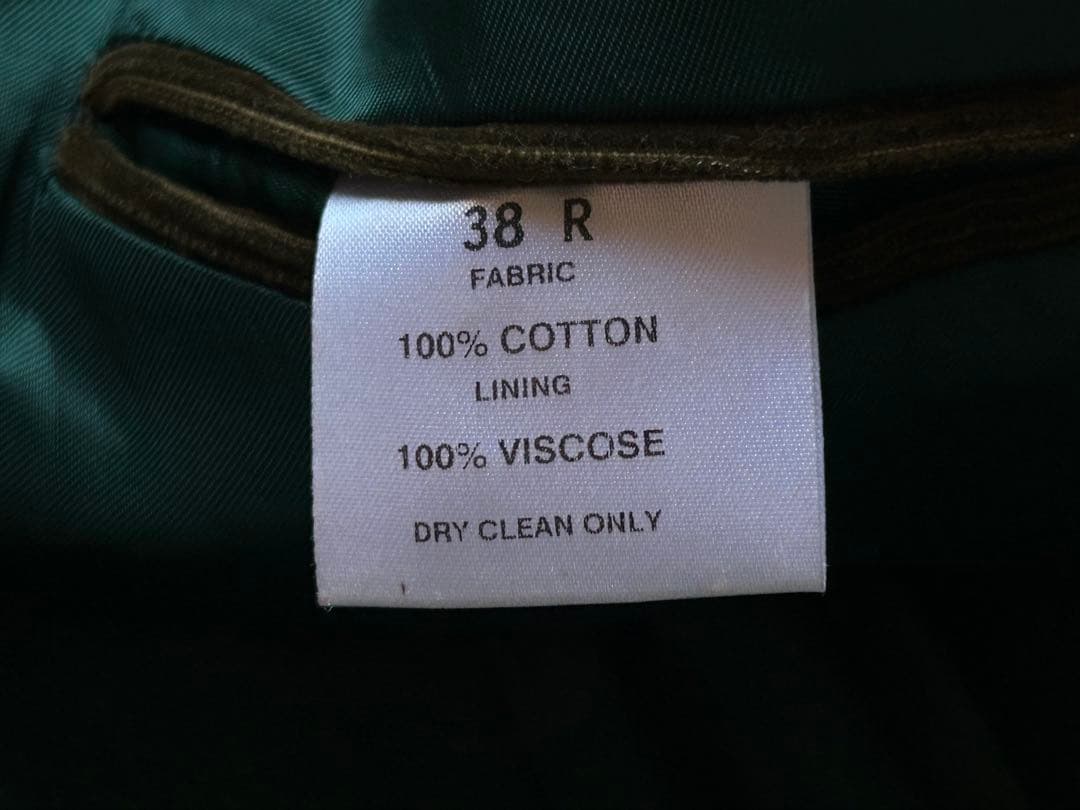 38 R
FABRIC
100% COTTON
LINING
100% VISCOSE
DRY CLEAN ONLY